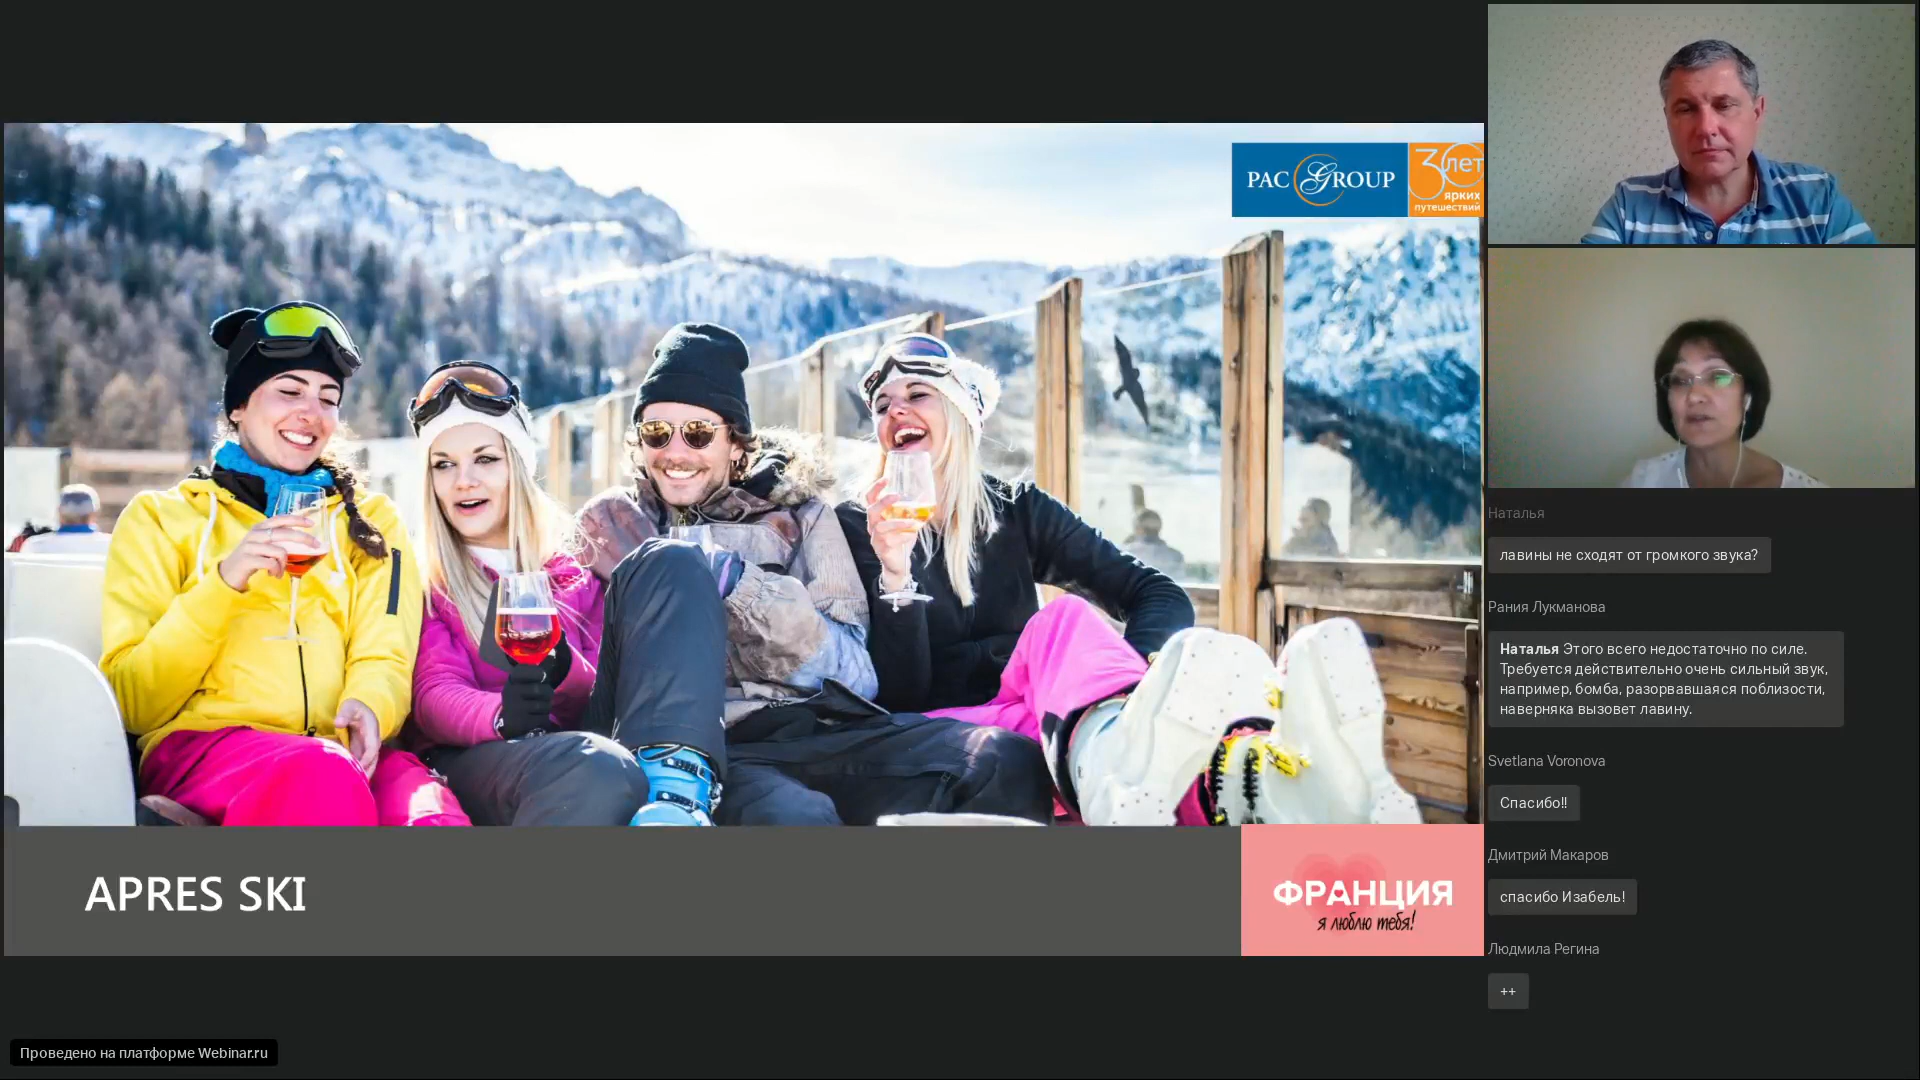 PAC GROUP
30 лет
ярких
путешествий
APRES SKI
ФРАНЦИЯ
я люблю тебя!
Наталья
лавины не сходят от громкого звука?
Рания Лукманова
Наталья Этого всего недостаточно по силе.
Требуется действительно очень сильный звук,
например, бомба, разорвавшаяся поблизости,
наверняка вызовет лавину.
Svetlana Voronova
Спасибо!!
Дмитрий Макаров
спасибо Изабель!
Людмила Регина
++
Проведено на платформе Webinar.ru